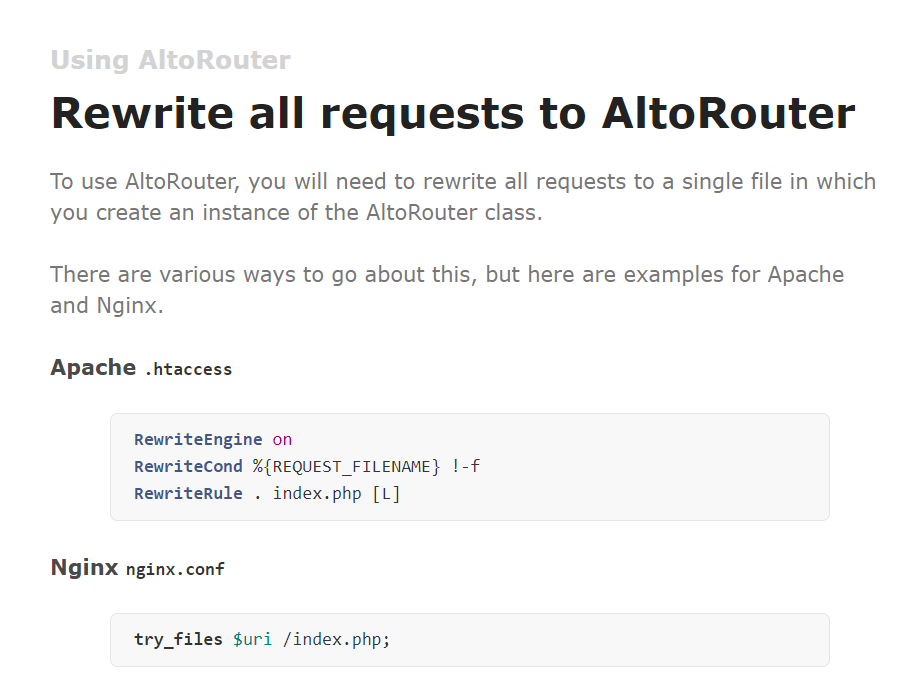 Using AltoRouter
Rewrite all requests to AltoRouter
To use AltoRouter, you will need to rewrite all requests to a single file in which
you create an instance of the AltoRouter class.
There are various ways to go about this, but here are examples for Apache
and Nginx.
Apache .htaccess
RewriteEngine on
RewriteCond %{REQUEST_FILENAME} !-f
RewriteRule . index.php [L]
Nginx nginx.conf
try_files $uri /index.php;